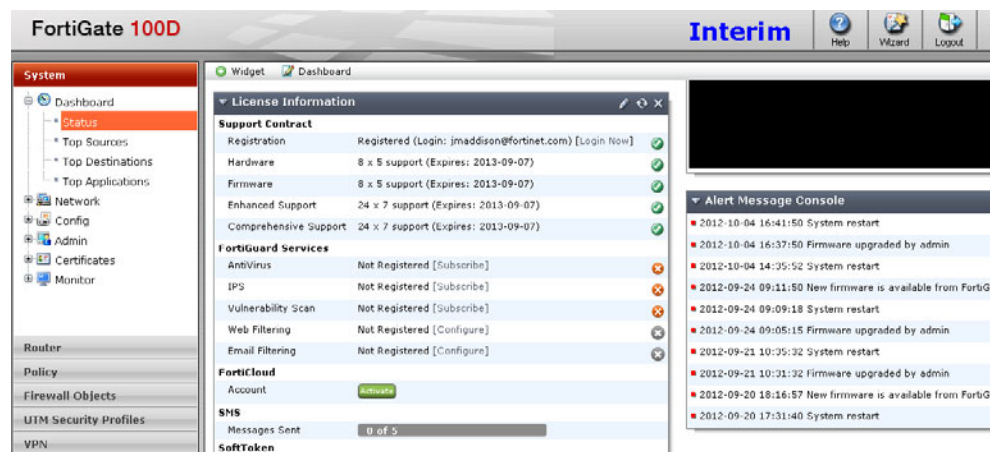 FortiGate 100D
Interim
Help
Wizard
Logout
System
Dashboard
Status
Top Sources
Top Destinations
Top Applications
Network
Config
Admin
Certificates
Monitor
Router
Policy
Firewall Objects
UTM Security Profiles
VPN
Widget Dashboard
License Information
Support Contract
Registration Registered (Login: jmaddison@fortinet.com) [Login Now]
Hardware 8 x 5 support (Expires: 2013-09-07)
Firmware 8 x 5 support (Expires: 2013-09-07)
Enhanced Support 24 x 7 support (Expires: 2013-09-07)
Comprehensive Support 24 x 7 support (Expires: 2013-09-07)
FortiGuard Services
AntiVirus Not Registered [Subscribe]
IPS Not Registered [Subscribe]
Vulnerability Scan Not Registered [Subscribe]
Web Filtering Not Registered [Configure]
Email Filtering Not Registered [Configure]
FortiCloud
Account Activate
SMS
Messages Sent 0 of 5
SoftToken
Alert Message Console
2012-10-04 16:41:50 System restart
2012-10-04 16:37:50 Firmware upgraded by admin
2012-10-04 14:35:52 System restart
2012-09-24 09:11:50 New firmware is available from FortiG
2012-09-24 09:09:18 System restart
2012-09-24 09:05:15 Firmware upgraded by admin
2012-09-21 10:35:32 System restart
2012-09-21 10:31:32 Firmware upgraded by admin
2012-09-20 18:16:57 New firmware is available from FortiG
2012-09-20 17:31:40 System restart